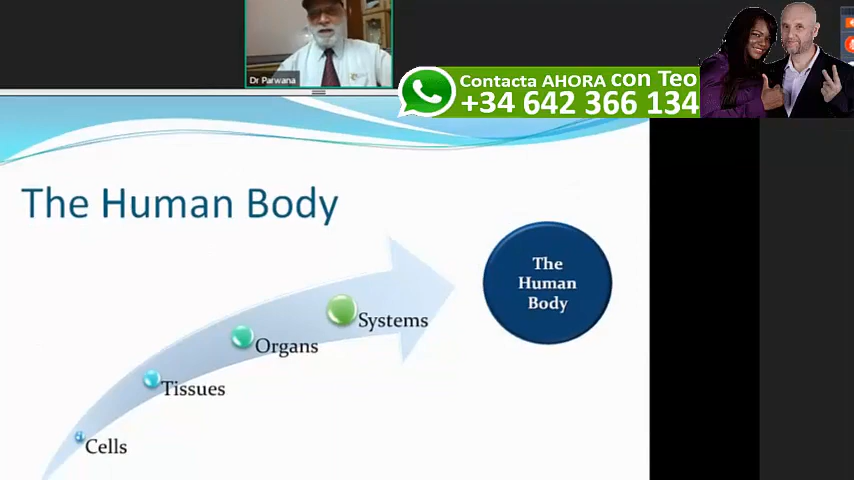 Dr Parwana
Contacta AHORA con Teo
+34 642 366 134
The Human Body
The
Human
Body
Systems
Organs
Tissues
Cells